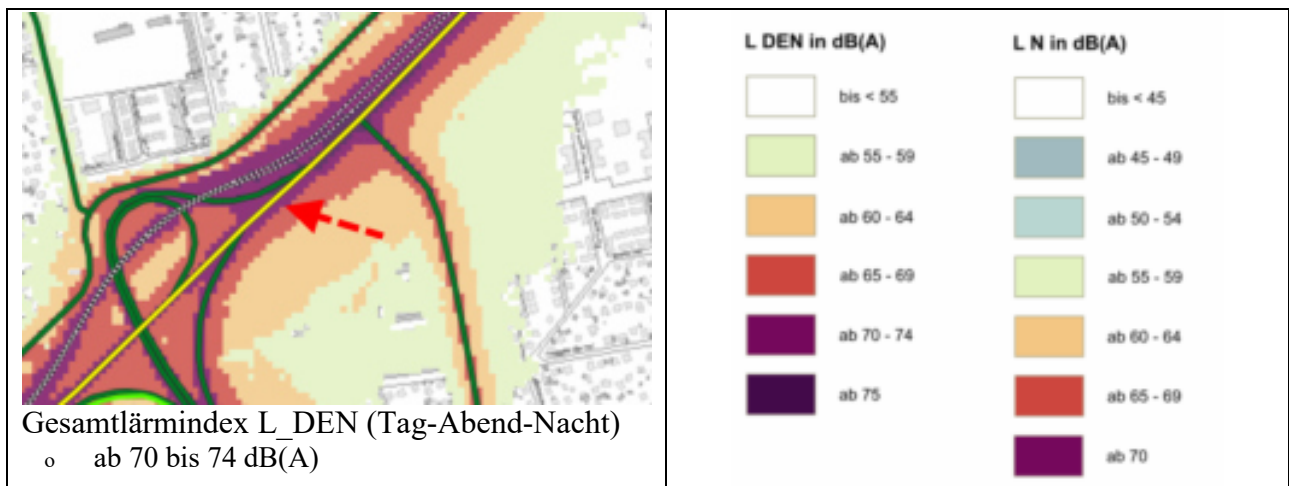 Gesamtlärmindex L_DEN (Tag-Abend-Nacht)
o ab 70 bis 74 dB(A)
L DEN in dB(A)
bis < 55
ab 55 - 59
ab 60 - 64
ab 65 - 69
ab 70 - 74
ab 75
L N in dB(A)
bis < 45
ab 45 - 49
ab 50 - 54
ab 55 - 59
ab 60 - 64
ab 65 - 69
ab 70